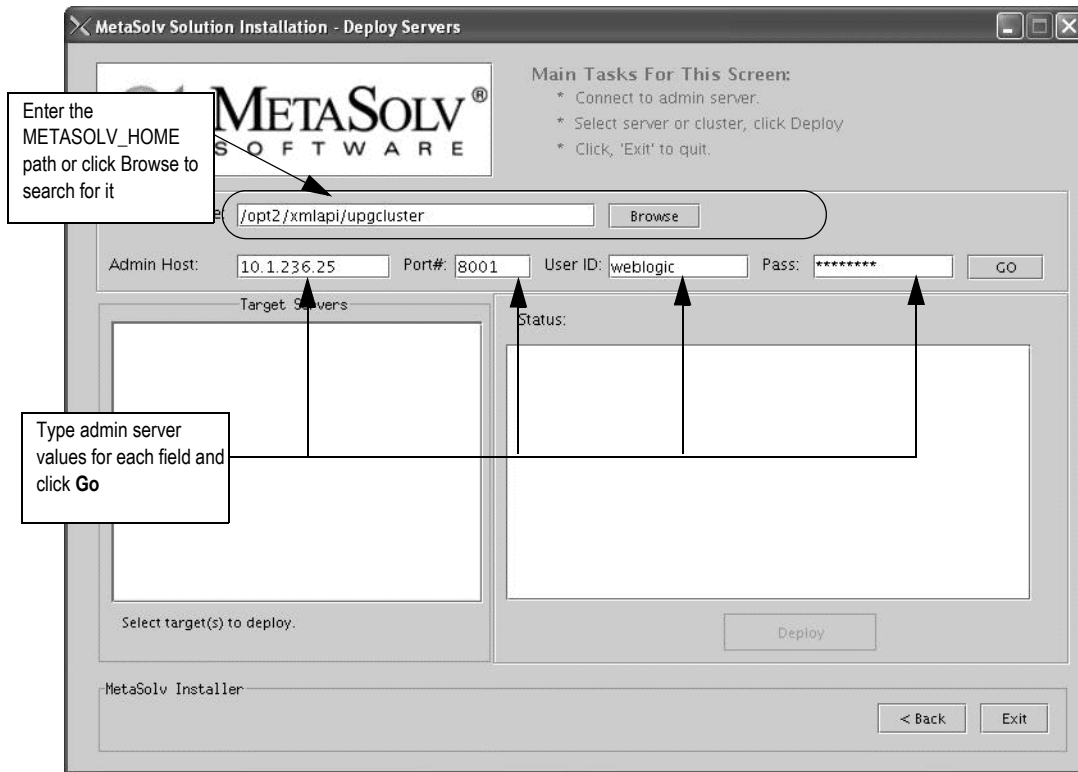 MetaSolv Solution Installation - Deploy Servers
METASOLV®
SOFTWARE
Main Tasks For This Screen:
* Connect to admin server.
* Select server or cluster, click Deploy
* Click, 'Exit' to quit.
Enter the
METASOLV_HOME
path or click Browse to
search for it
/opt2/xmlapi/upgcluster
Browse
Admin Host: 10.1.236.25 Port#: 8001 User ID: weblogic Pass: ******** GO
Target Servers
Status:
Type admin server
values for each field and
click Go
Select target(s) to deploy.
Deploy
MetaSolv Installer
< Back Exit